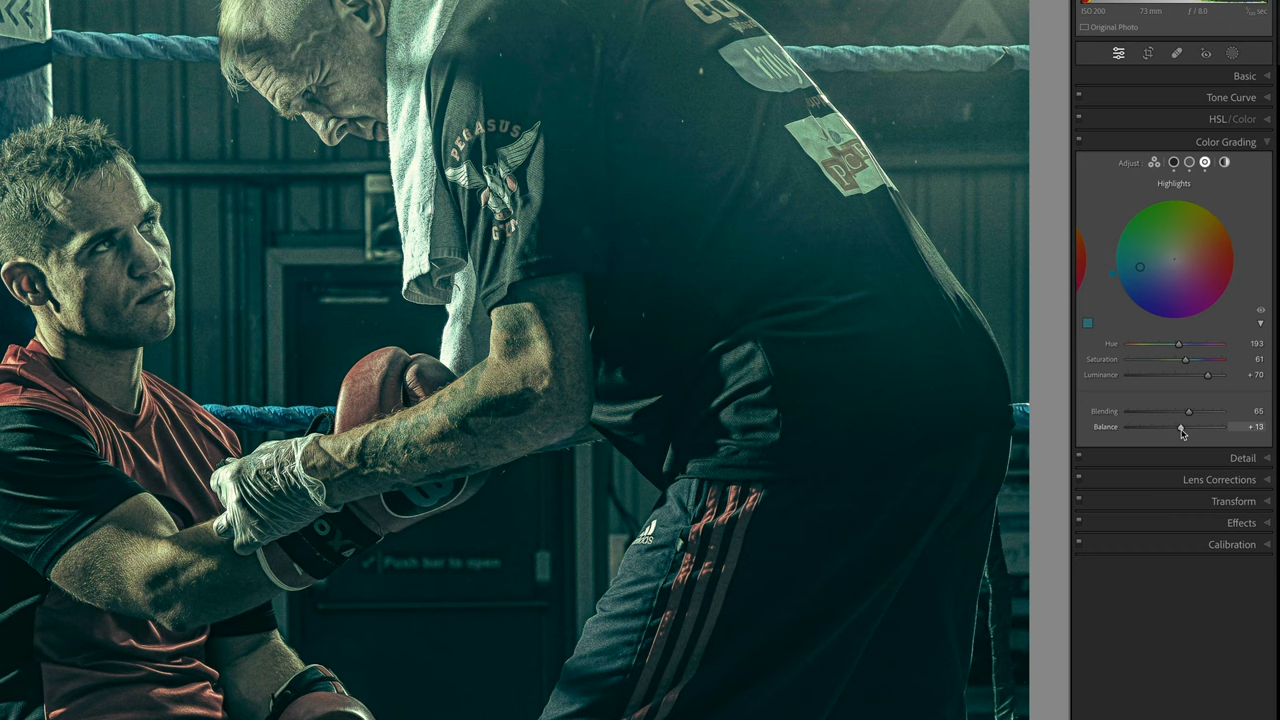 ISO 200 73 mm f / 8.0 sec
Original Photo
Basic
Tone Curve
HSL / Color
Color Grading
Adjust
Highlights
Hue 193
Saturation 61
Luminance + 70
Blending 65
Balance + 13
Detail
Lens Corrections
Transform
Effects
Calibration
PEGASUS
GYM
adidas
Push bar to open